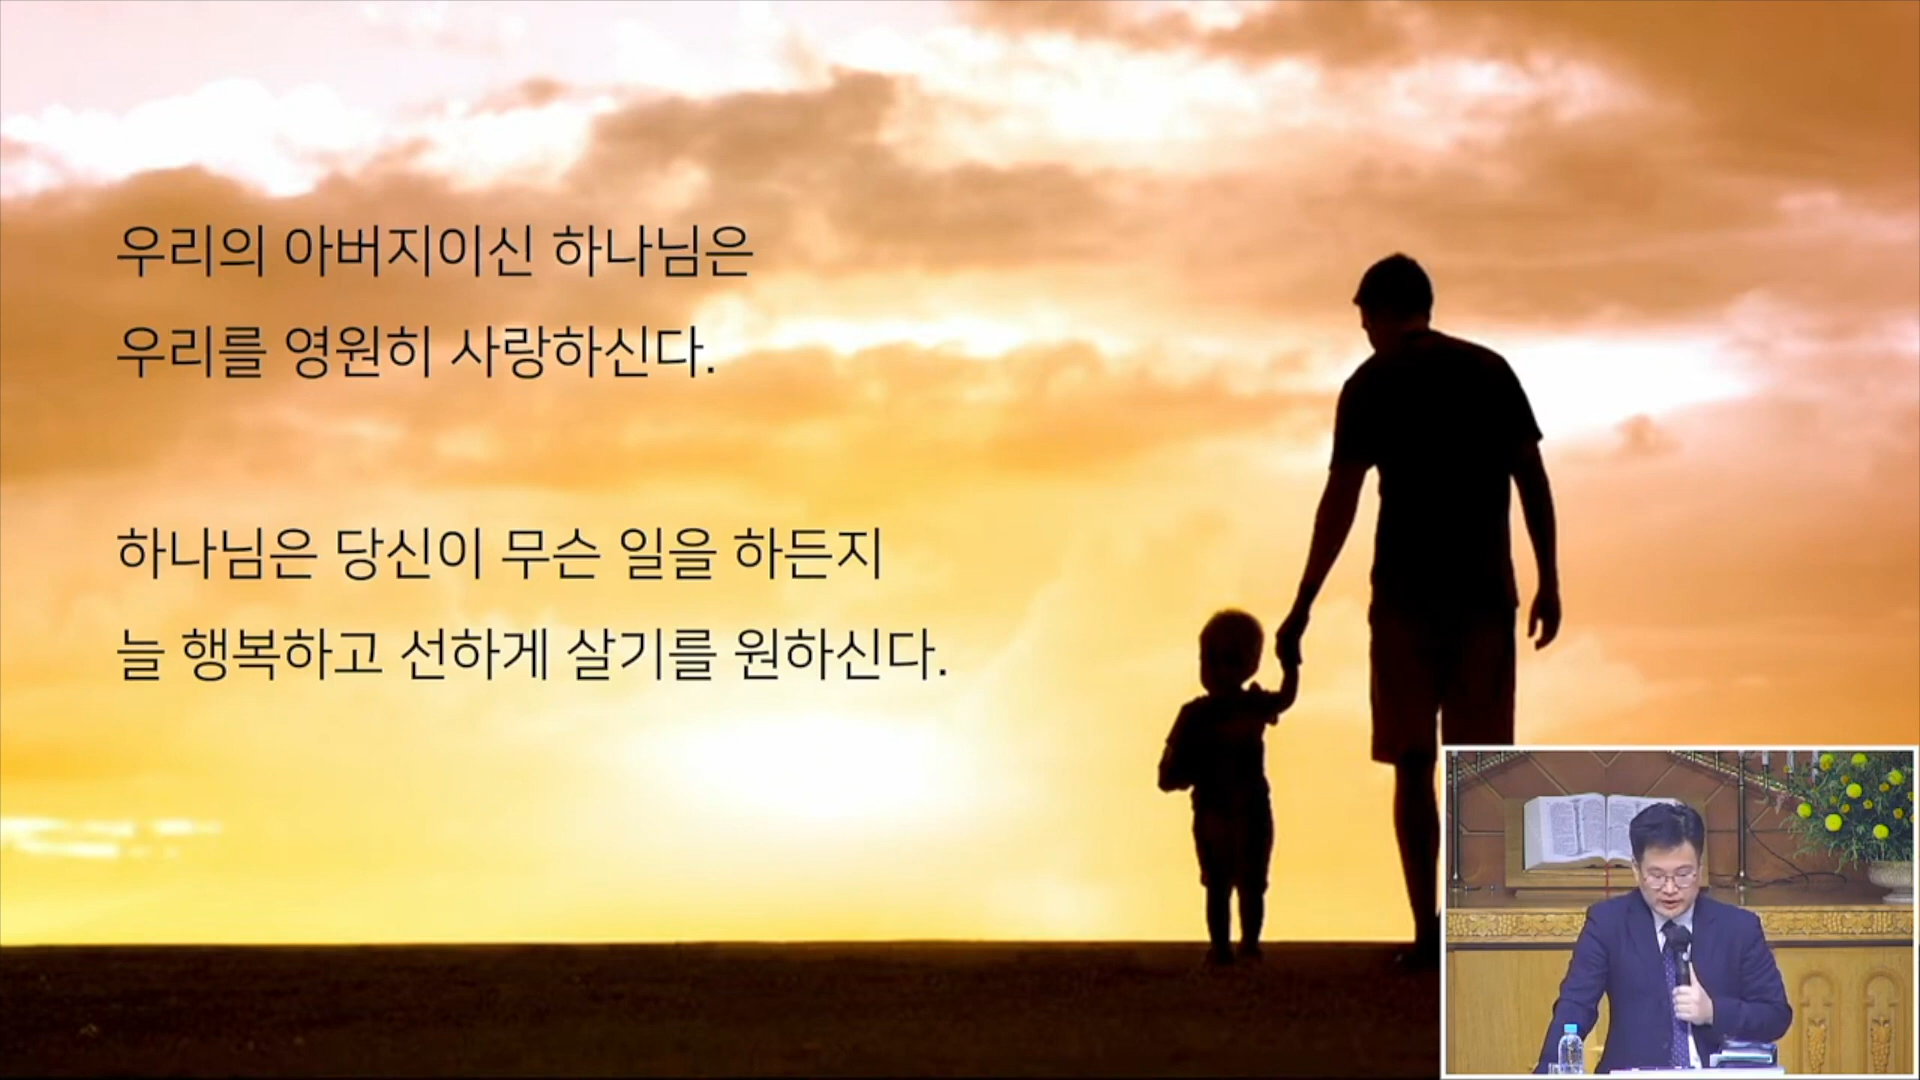 우리의 아버지이신 하나님은
우리를 영원히 사랑하신다.
하나님은 당신이 무슨 일을 하든지
늘 행복하고 선하게 살기를 원하신다.